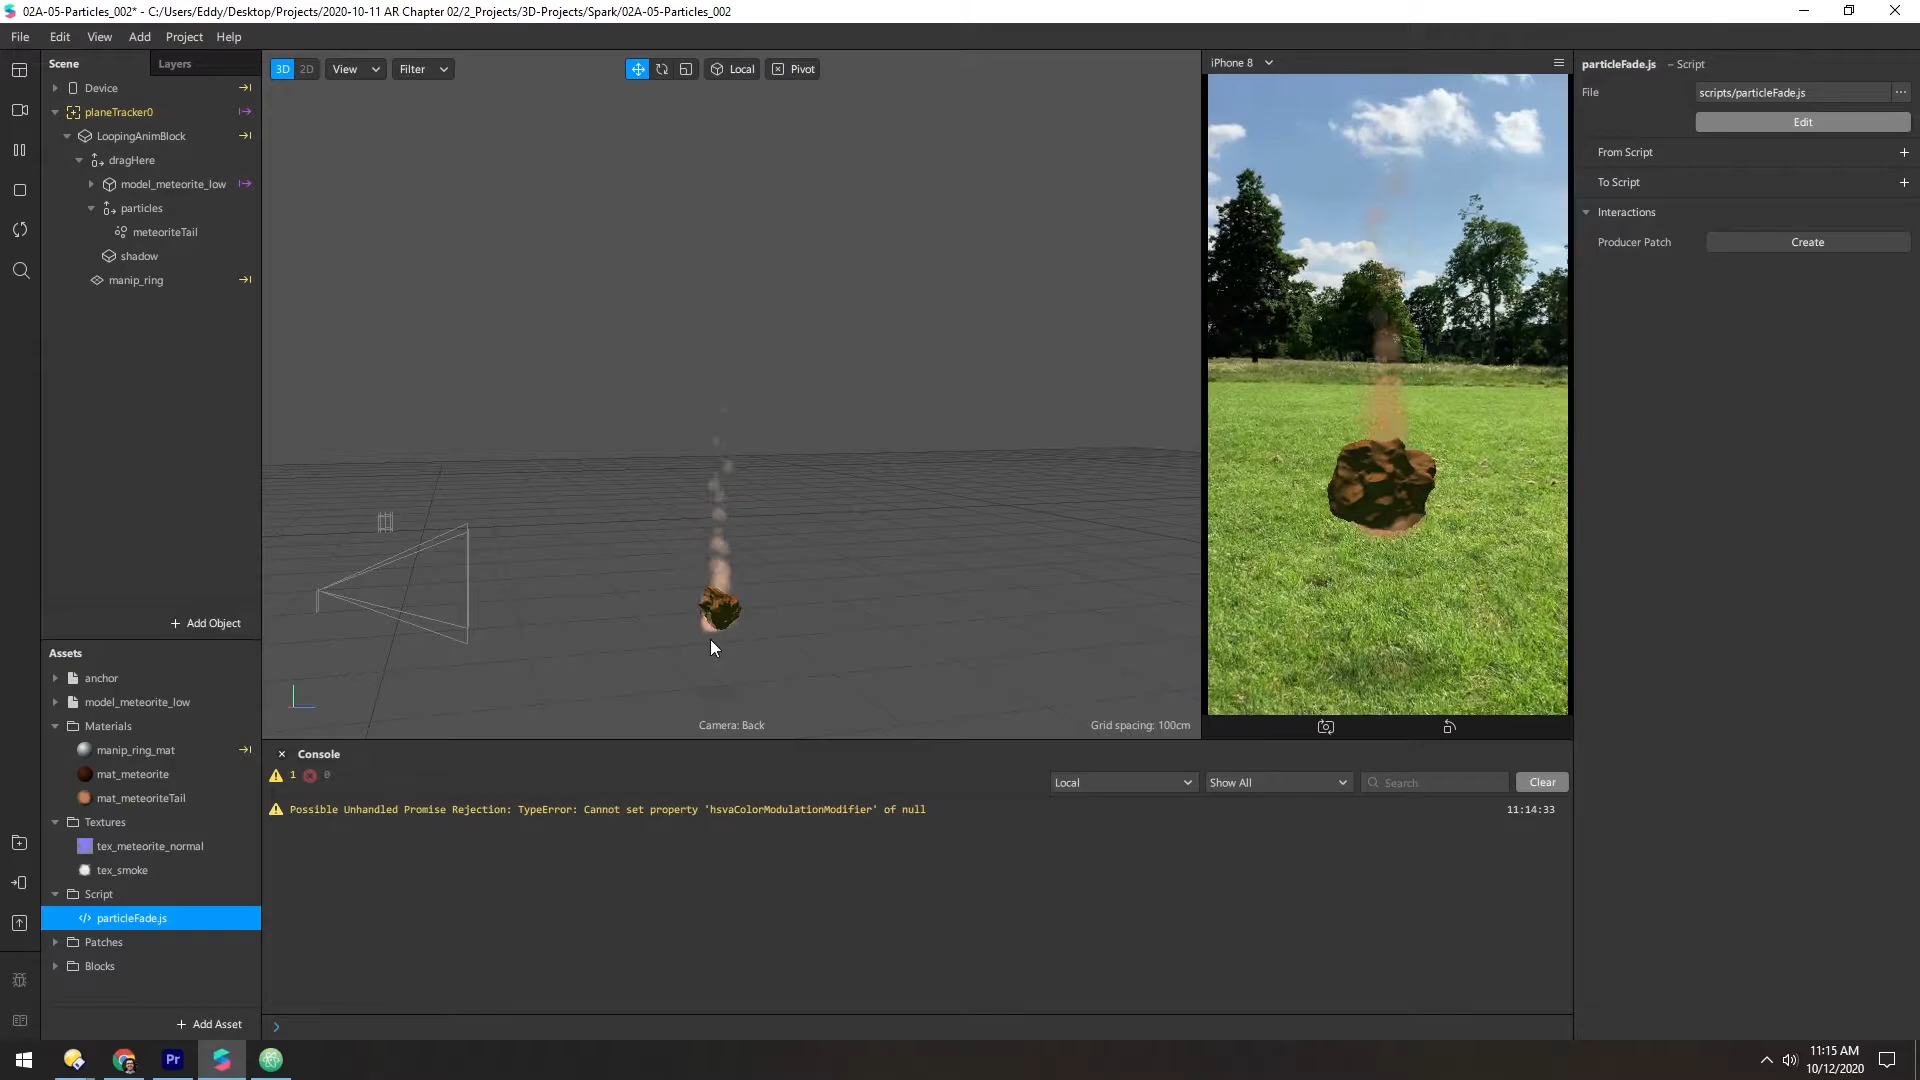 02A-05-Particles_002* - C:/Users/Eddy/Desktop/Projects/2020-10-11 AR Chapter 02/2_Projects/3D-Projects/Spark/02A-05-Particles_002
File Edit View Add Project Help
Scene Layers
Device
planeTracker0
LoopingAnimBlock
dragHere
model_meteorite_low
particles
meteoriteTail
shadow
manip_ring
+ Add Object
Assets
anchor
model_meteorite_low
Materials
manip_ring_mat
mat_meteorite
mat_meteoriteTail
Textures
tex_meteorite_normal
tex_smoke
Script
particleFade.js
Patches
Blocks
+ Add Asset
3D 2D View Filter Local Pivot
Camera: Back
Grid spacing: 100cm
iPhone 8
Console
1 0
Local Show All Search Clear
Possible Unhandled Promise Rejection: TypeError: Cannot set property 'hsvaColorModulationModifier' of null 11:14:33
particleFade.js – Script
File scripts/particleFade.js ...
Edit
From Script +
To Script +
Interactions
Producer Patch Create
Pr
11:15 AM
10/12/2020